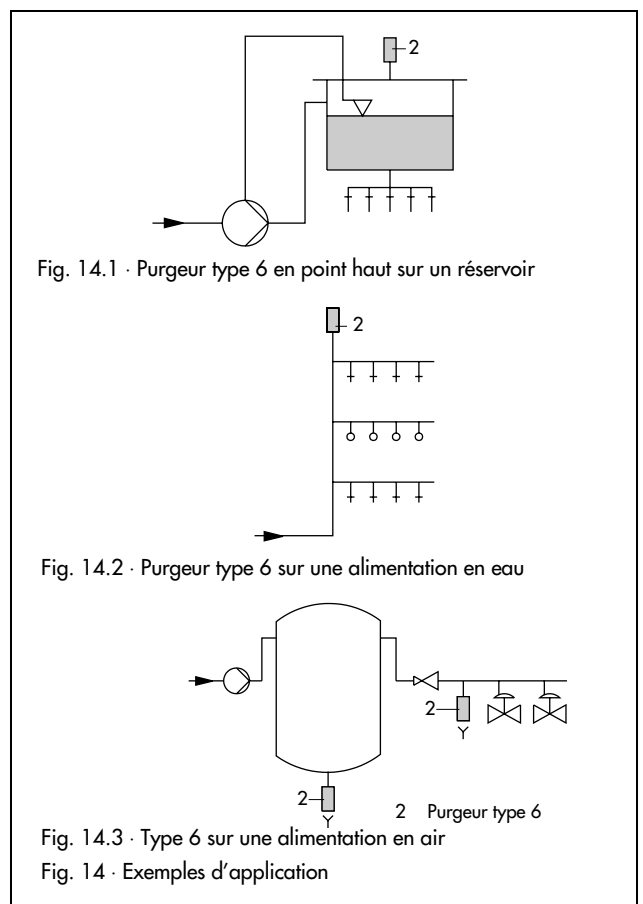 2
Fig. 14.1 · Purgeur type 6 en point haut sur un réservoir
2
Fig. 14.2 · Purgeur type 6 sur une alimentation en eau
2
2
2 Purgeur type 6
Fig. 14.3 · Type 6 sur une alimentation en air
Fig. 14 · Exemples d’application